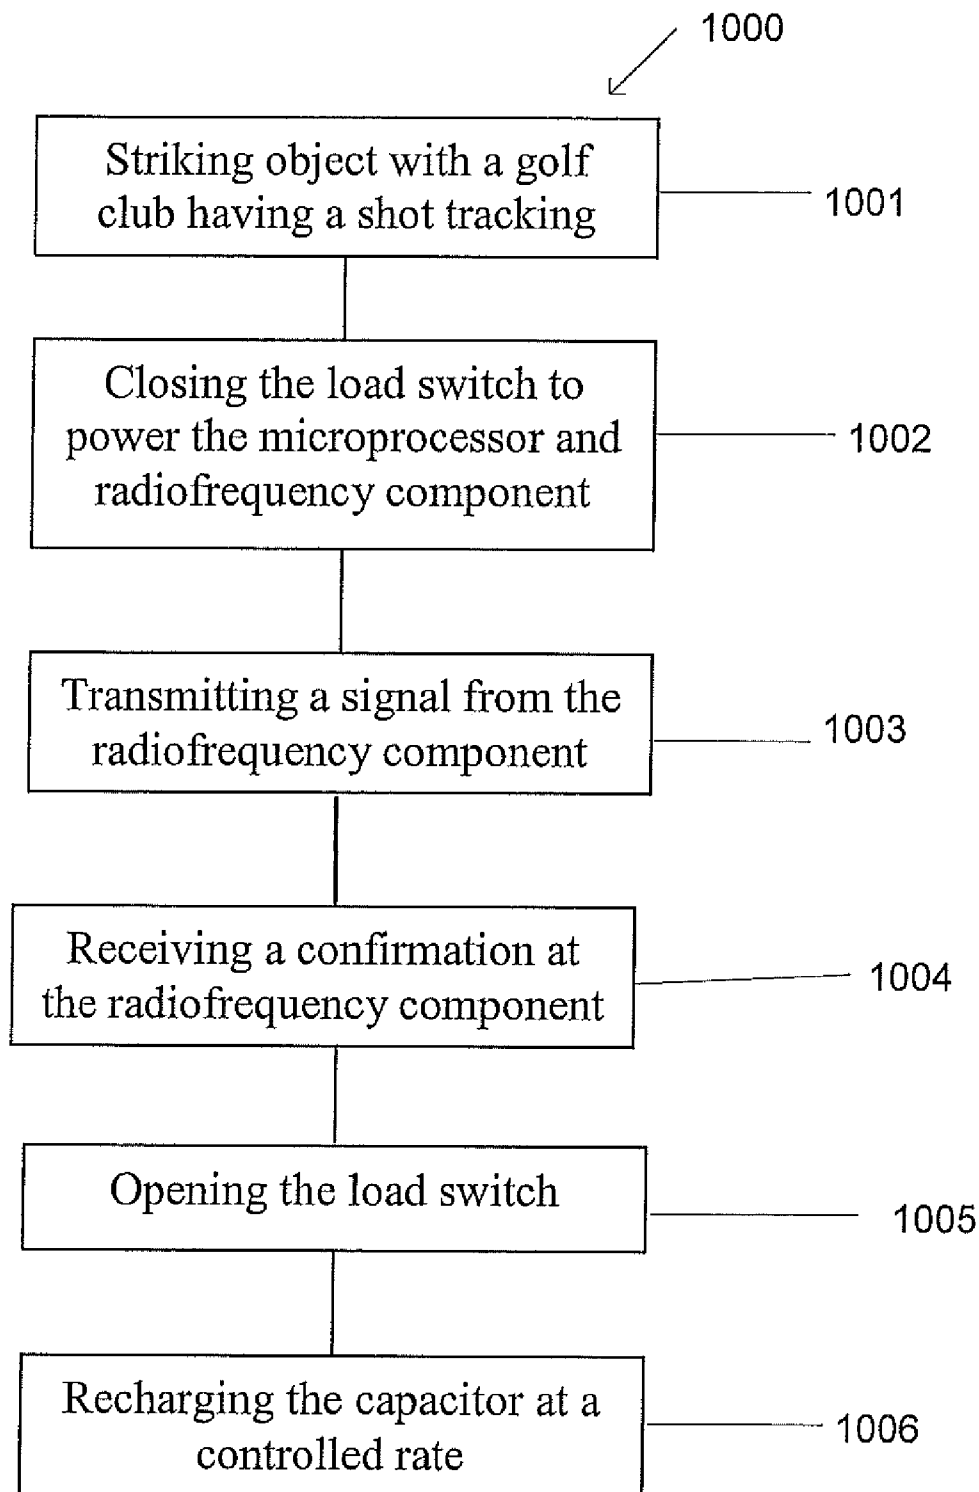 1000
Striking object with a golf
club having a shot tracking
1001
Closing the load switch to
power the microprocessor and
radiofrequency component
1002
Transmitting a signal from the
radiofrequency component
1003
Receiving a confirmation at
the radiofrequency component
1004
Opening the load switch
1005
Recharging the capacitor at a
controlled rate
1006